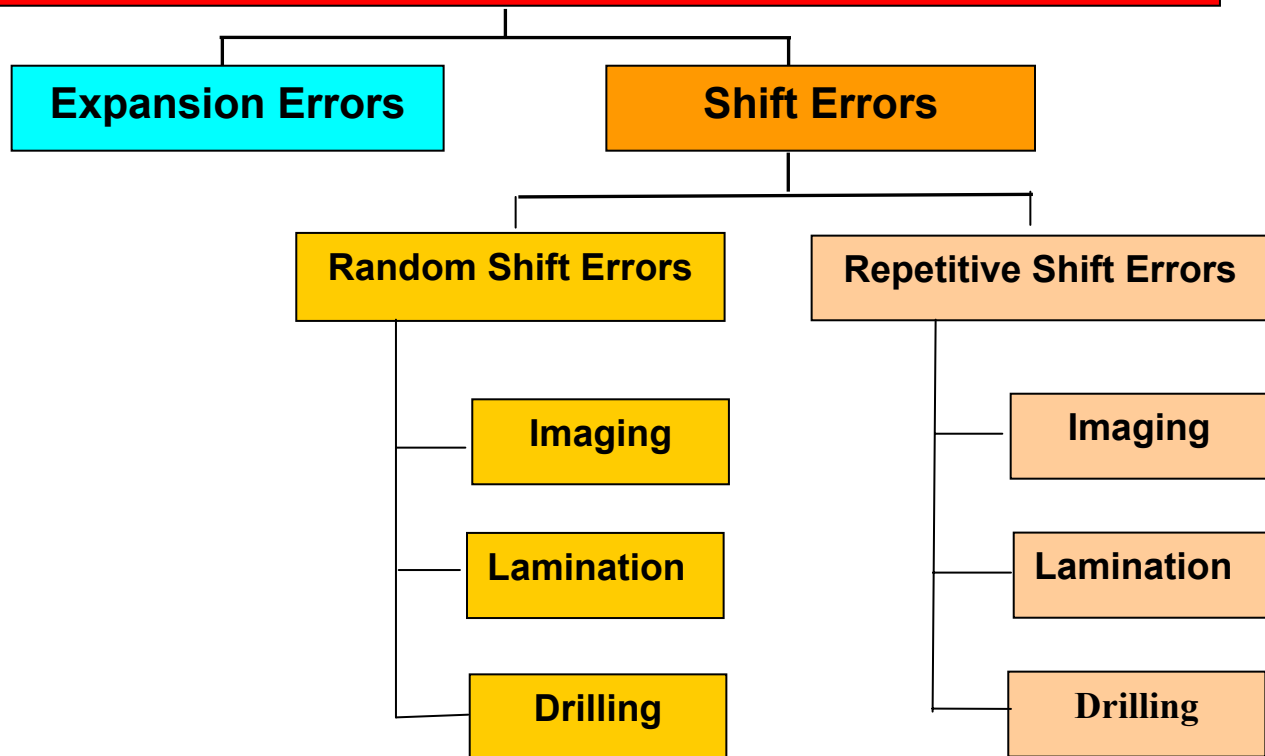 Expansion Errors
Shift Errors
Random Shift Errors
Repetitive Shift Errors
Imaging
Imaging
Lamination
Lamination
Drilling
Drilling